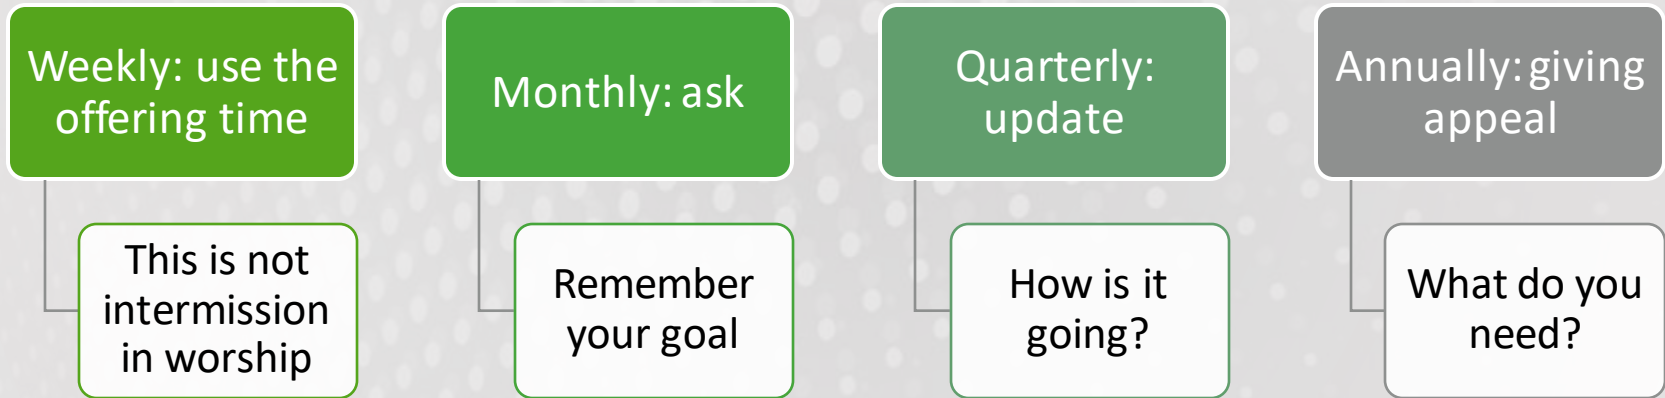 Weekly: use the
offering time
This is not
intermission
in worship
Monthly: ask
Remember
your goal
Quarterly:
update
How is it
going?
Annually: giving
appeal
What do you
need?